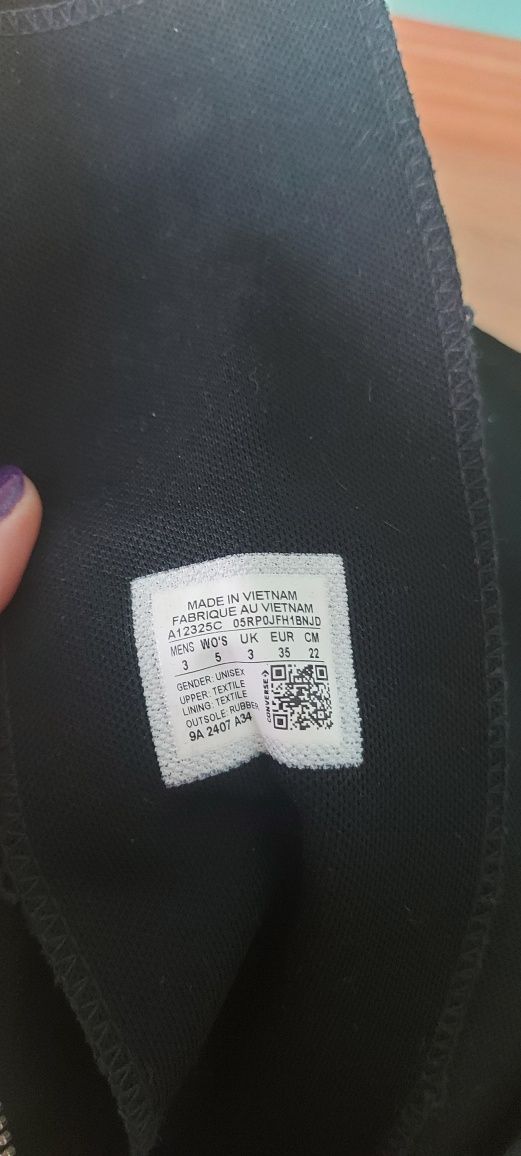 MADE IN VIETNAM
FABRIQUE AU VIETNAM
A12325C 05RP0JFH1BNJD
MENS WO'S UK EUR CM
3 5 3 35 22
GENDER: UNISEX
UPPER: TEXTILE
LINING: TEXTILE
OUTSOLE: RUBBER
9A 2407 A34
CONVERSE